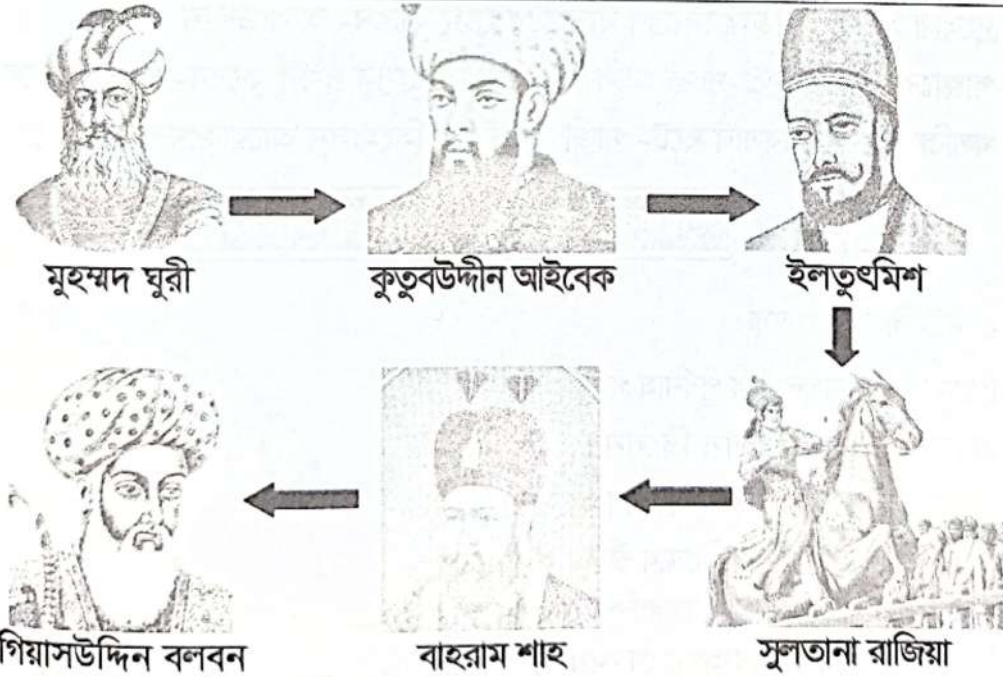 মুহম্মদ ঘুরী
কুতুবউদ্দীন আইবেক
ইলতুৎমিশ
গিয়াসউদ্দিন বলবন
বাহরাম শাহ
সুলতানা রাজিয়া